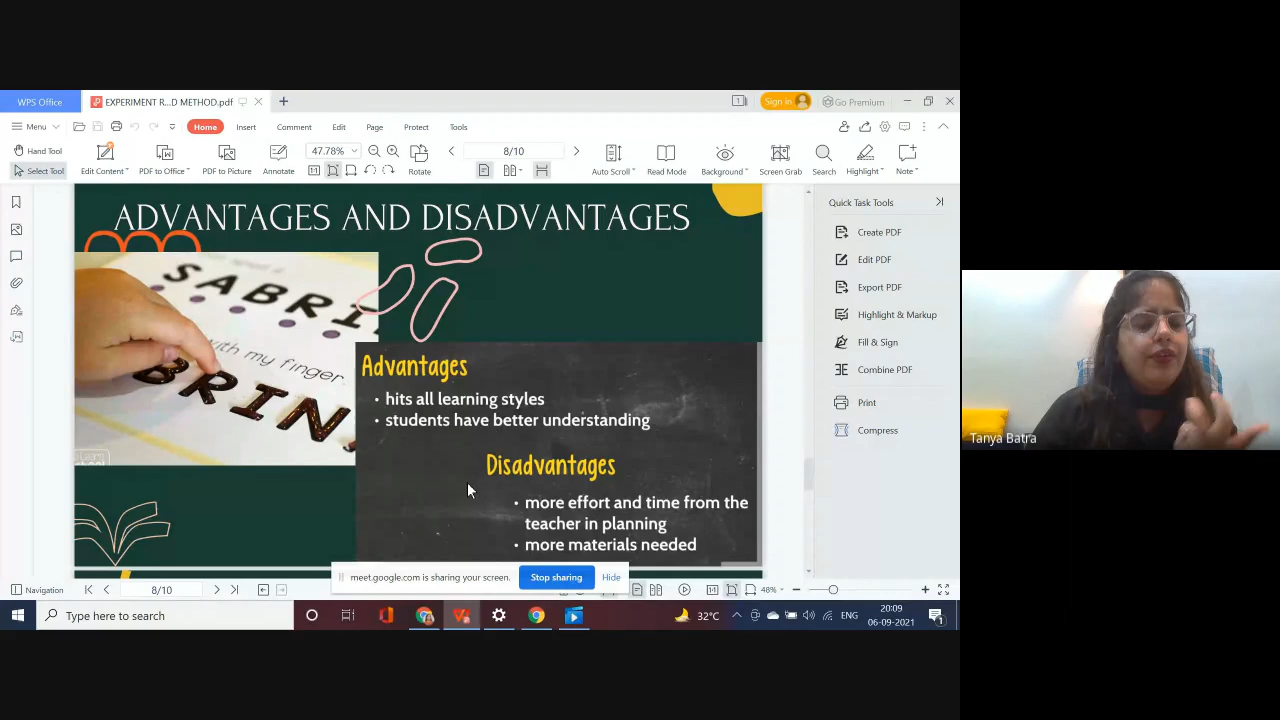 WPS Office
EXPERIMENT R...D METHOD.pdf
1
Sign in
Go Premium
Menu
Home
Insert
Comment
Edit
Page
Protect
Tools
Hand Tool
Select Tool
Edit Content
PDF to Office
PDF to Picture
Annotate
47.78%
Rotate
8/10
Auto Scroll
Read Mode
Background
Screen Grab
Search
Highlight
Note
Quick Task Tools
Create PDF
Edit PDF
Export PDF
Highlight & Markup
Fill & Sign
Combine PDF
Print
Compress
ADVANTAGES AND DISADVANTAGES
SABRI
with my finger.
BRIN
Advantages
• hits all learning styles
• students have better understanding
Disadvantages
• more effort and time from the
teacher in planning
• more materials needed
Tanya Batra
meet.google.com is sharing your screen.
Stop sharing
Hide
Navigation
8/10
48%
Type here to search
32°C
ENG
20:09
06-09-2021
1